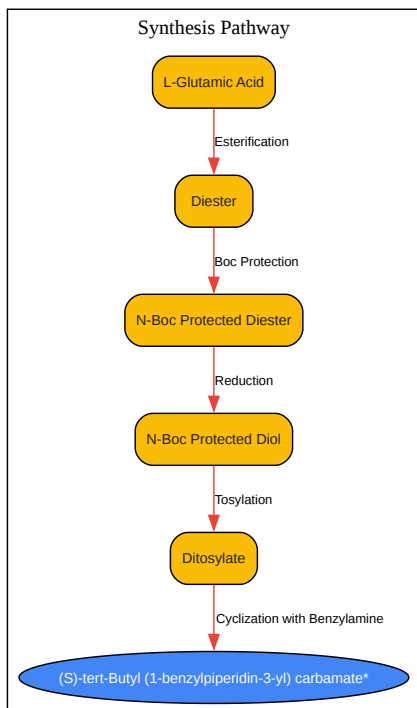 Synthesis Pathway
L-Glutamic Acid
Esterification
Diester
Boc Protection
N-Boc Protected Diester
Reduction
N-Boc Protected Diol
Tosylation
Ditosylate
Cyclization with Benzylamine
(S)-tert-Butyl (1-benzylpiperidin-3-yl) carbamate*